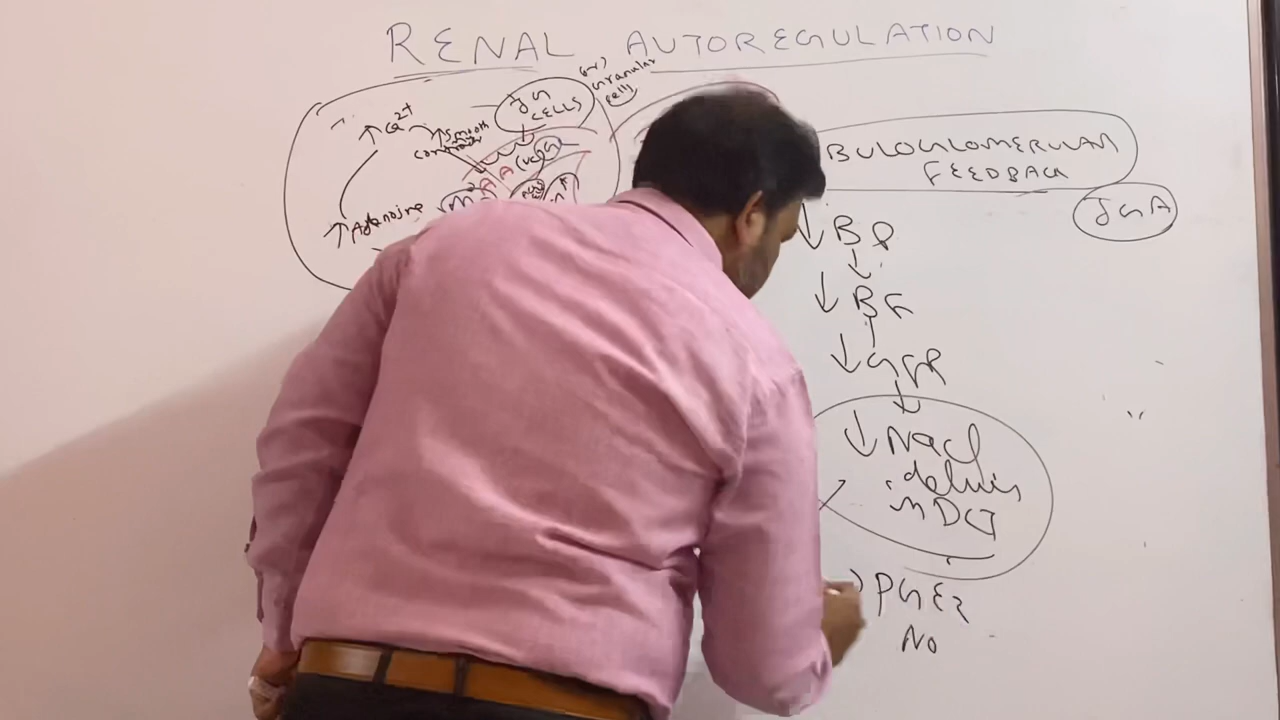 RENAL AUTOREGULATION
(or)
Granular
cells
JG
CELLS
↑ Ca²⁺
↑ Smooth
contraction
↑ Adenosine
A A
BULOGLOMERULAR
FEEDBACK
JGA
↓ BP
↓
↓ BF
↓ GFR
↓
↓ NaCl
delivery
in DCT
PGE2
NO